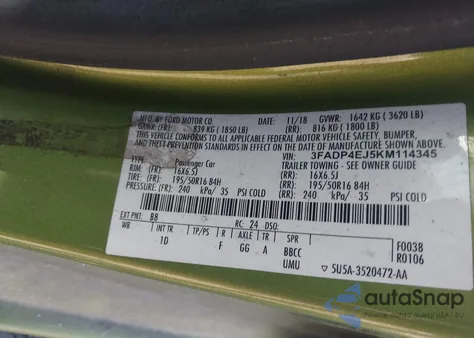 MFD. BY FORD MOTOR CO.
DATE: 11/18 GVWR: 1642 KG ( 3620 LB)
GAWR: (FR): 839 KG ( 1850 LB) (RR): 816 KG ( 1800 LB)
THIS VEHICLE CONFORMS TO ALL APPLICABLE FEDERAL MOTOR VEHICLE SAFETY, BUMPER,
AND THEFT PREVENTION STANDARDS IN EFFECT ON THE DATE OF MANUFACTURE SHOWN ABOVE.
VIN: 3FADP4EJ5KM114345
TYPE: Passenger Car TRAILER TOWING - SEE OWNER GUIDE
RIM: (FR): 16X6.5J (RR): 16X6.5J
TIRE: (FR): 195/50R16 84H (RR): 195/50R16 84H
PRESSURE: (FR): 240 kPa/ 35 PSI COLD (RR): 240 kPa/ 35 PSI COLD
EXT PNT: BB RC: 24 DSO:
WB INT TR TP/PS R AXLE TR SPR F0038
1D F GG A BBCC R0106
UMU ▽ 5U5A-3520472-AA
autoSnap